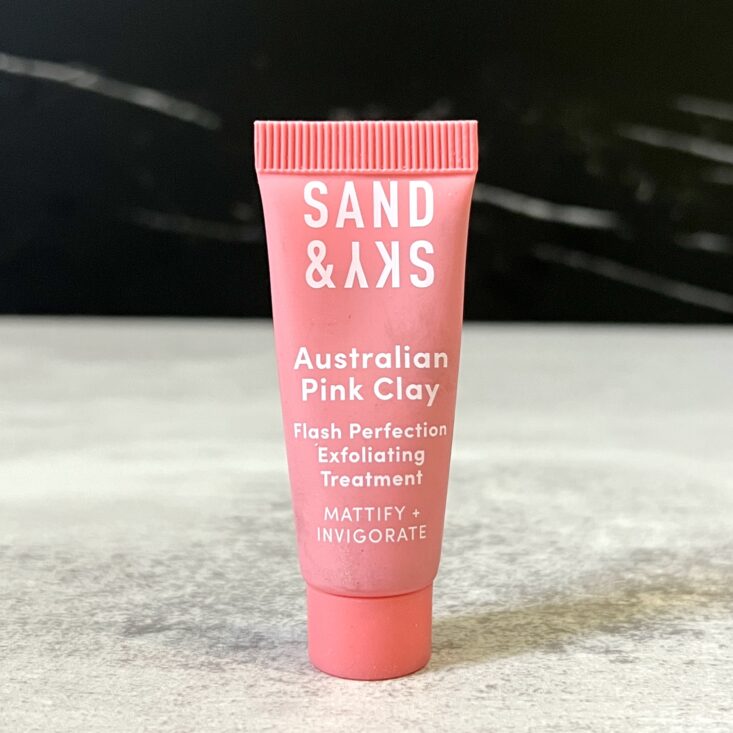 SAND
& SKY
Australian
Pink Clay
Flash Perfection
Exfoliating
Treatment
MATTIFY +
INVIGORATE